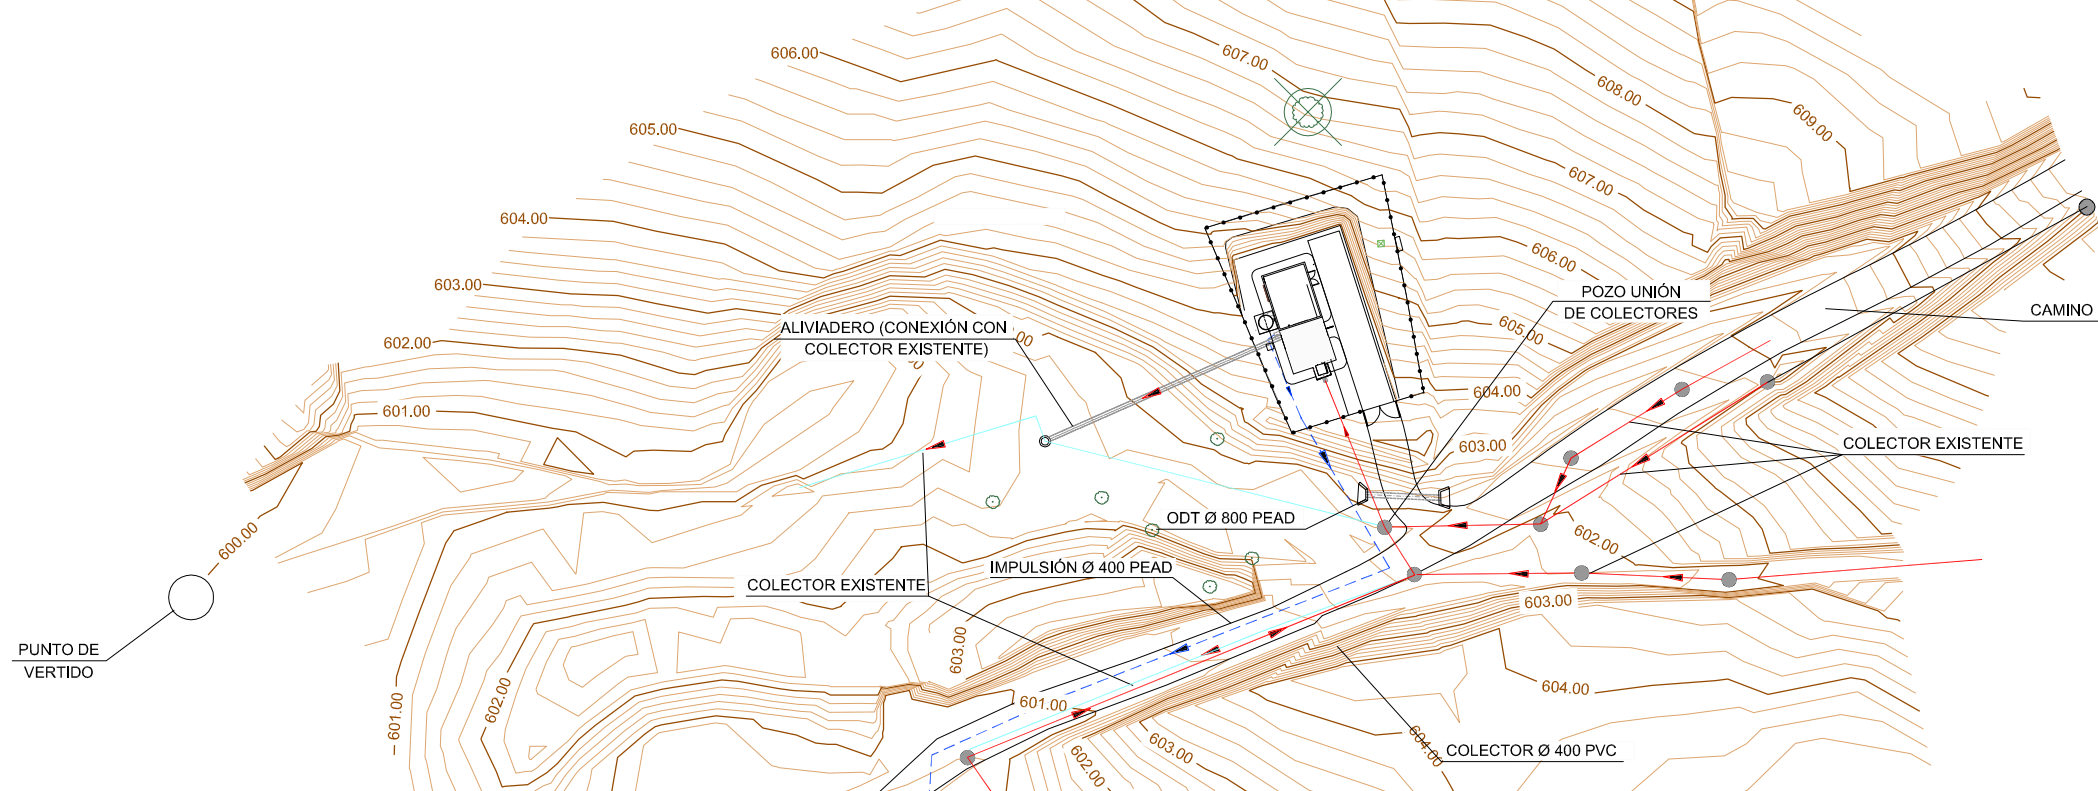 606.00
607.00
608.00
609.00
605.00
607.00
604.00
606.00
603.00
POZO UNIÓN
DE COLECTORES
CAMINO
605.00
ALIVIADERO (CONEXIÓN CON
COLECTOR EXISTENTE)
602.00
604.00
601.00
603.00
COLECTOR EXISTENTE
ODT Ø 800 PEAD
600.00
602.00
IMPULSIÓN Ø 400 PEAD
COLECTOR EXISTENTE
603.00
PUNTO DE
VERTIDO
603.00
604.00
602.00
601.00
601.00
604.00
603.00
COLECTOR Ø 400 PVC
602.00